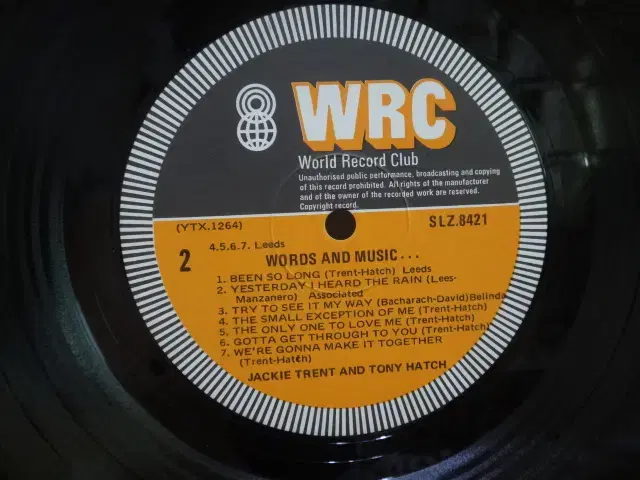 WRC
World Record Club
Unauthorised public performance, broadcasting and copying
of this record prohibited. All rights of the manufacturer
and of the owner of the recorded work are reserved.
Copyright record.
(YTX.1264)
SLZ.8421
2
4.5.6.7. Leeds
WORDS AND MUSIC...
1. BEEN SO LONG (Trent-Hatch) Leeds
2. YESTERDAY I HEARD THE RAIN (Lees-
Manzanero) Associated
3. TRY TO SEE IT MY WAY (Bacharach-David)Belinda
4. THE SMALL EXCEPTION OF ME (Trent-Hatch)
5. THE ONLY ONE TO LOVE ME (Trent-Hatch)
6. GOTTA GET THROUGH TO YOU (Trent-Hatch)
7. WE'RE GONNA MAKE IT TOGETHER
(Trent-Hatch)
JACKIE TRENT AND TONY HATCH